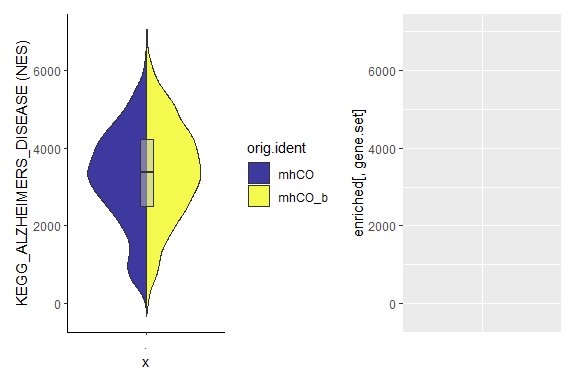 KEGG_ALZHEIMERS_DISEASE (NES)
6000
4000
2000
0
.
x
orig.ident
mhCO
mhCO_b
enriched[, gene.set]
6000
4000
2000
0